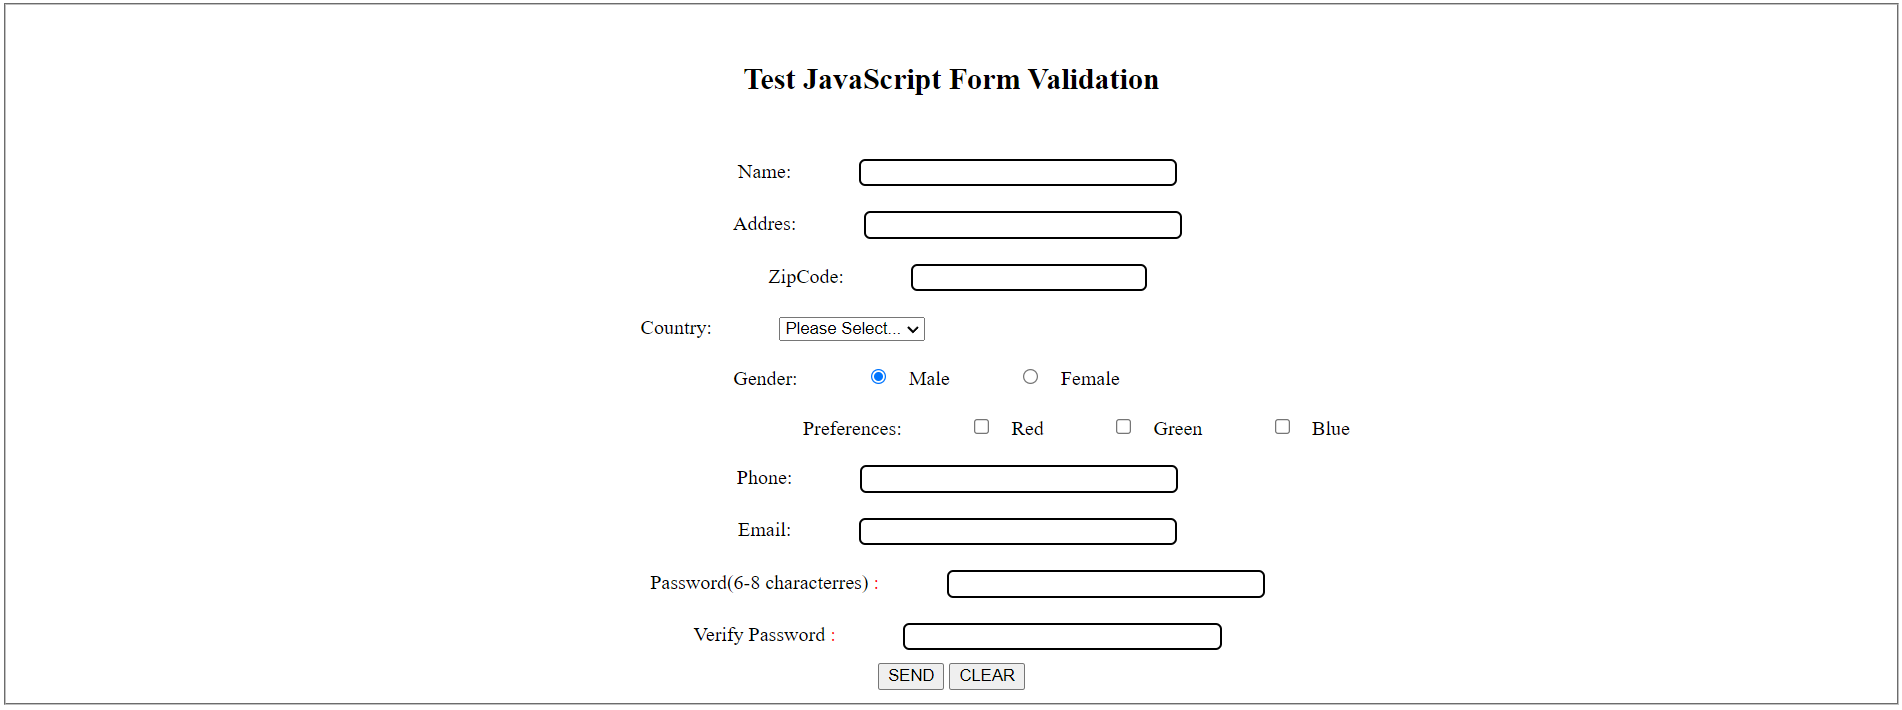 Test JavaScript Form Validation
Name:
Addres:
ZipCode:
Country: Please Select...
Gender: Male Female
Preferences: Red Green Blue
Phone:
Email:
Password(6-8 characterres) :
Verify Password :
SEND CLEAR